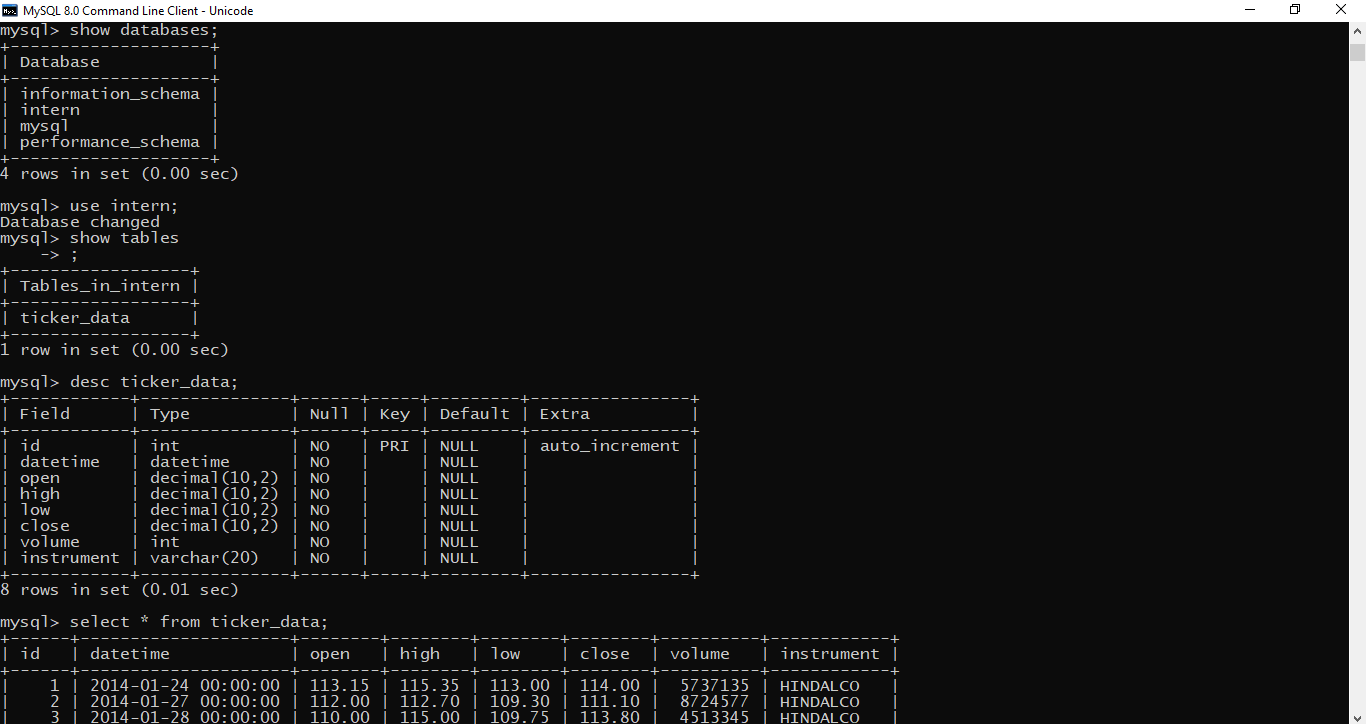 MySQL 8.0 Command Line Client - Unicode
mysql> show databases;
+--------------------+
| Database           |
+--------------------+
| information_schema |
| intern             |
| mysql              |
| performance_schema |
+--------------------+
4 rows in set (0.00 sec)

mysql> use intern;
Database changed
mysql> show tables
    -> ;
+------------------+
| Tables_in_intern |
+------------------+
| ticker_data      |
+------------------+
1 row in set (0.00 sec)

mysql> desc ticker_data;
+------------+---------------+------+-----+---------+----------------+
| Field      | Type          | Null | Key | Default | Extra          |
+------------+---------------+------+-----+---------+----------------+
| id         | int           | NO   | PRI | NULL    | auto_increment |
| datetime   | datetime      | NO   |     | NULL    |                |
| open       | decimal(10,2) | NO   |     | NULL    |                |
| high       | decimal(10,2) | NO   |     | NULL    |                |
| low        | decimal(10,2) | NO   |     | NULL    |                |
| close      | decimal(10,2) | NO   |     | NULL    |                |
| volume     | int           | NO   |     | NULL    |                |
| instrument | varchar(20)   | NO   |     | NULL    |                |
+------------+---------------+------+-----+---------+----------------+
8 rows in set (0.01 sec)

mysql> select * from ticker_data;
+------+---------------------+--------+--------+--------+--------+----------+------------+
| id   | datetime            | open   | high   | low    | close  | volume   | instrument |
+------+---------------------+--------+--------+--------+--------+----------+------------+
|    1 | 2014-01-24 00:00:00 | 113.15 | 115.35 | 113.00 | 114.00 |  5737135 | HINDALCO   |
|    2 | 2014-01-27 00:00:00 | 112.00 | 112.70 | 109.30 | 111.10 |  8724577 | HINDALCO   |
|    3 | 2014-01-28 00:00:00 | 110.00 | 115.00 | 109.75 | 113.80 |  4513345 | HINDALCO   |